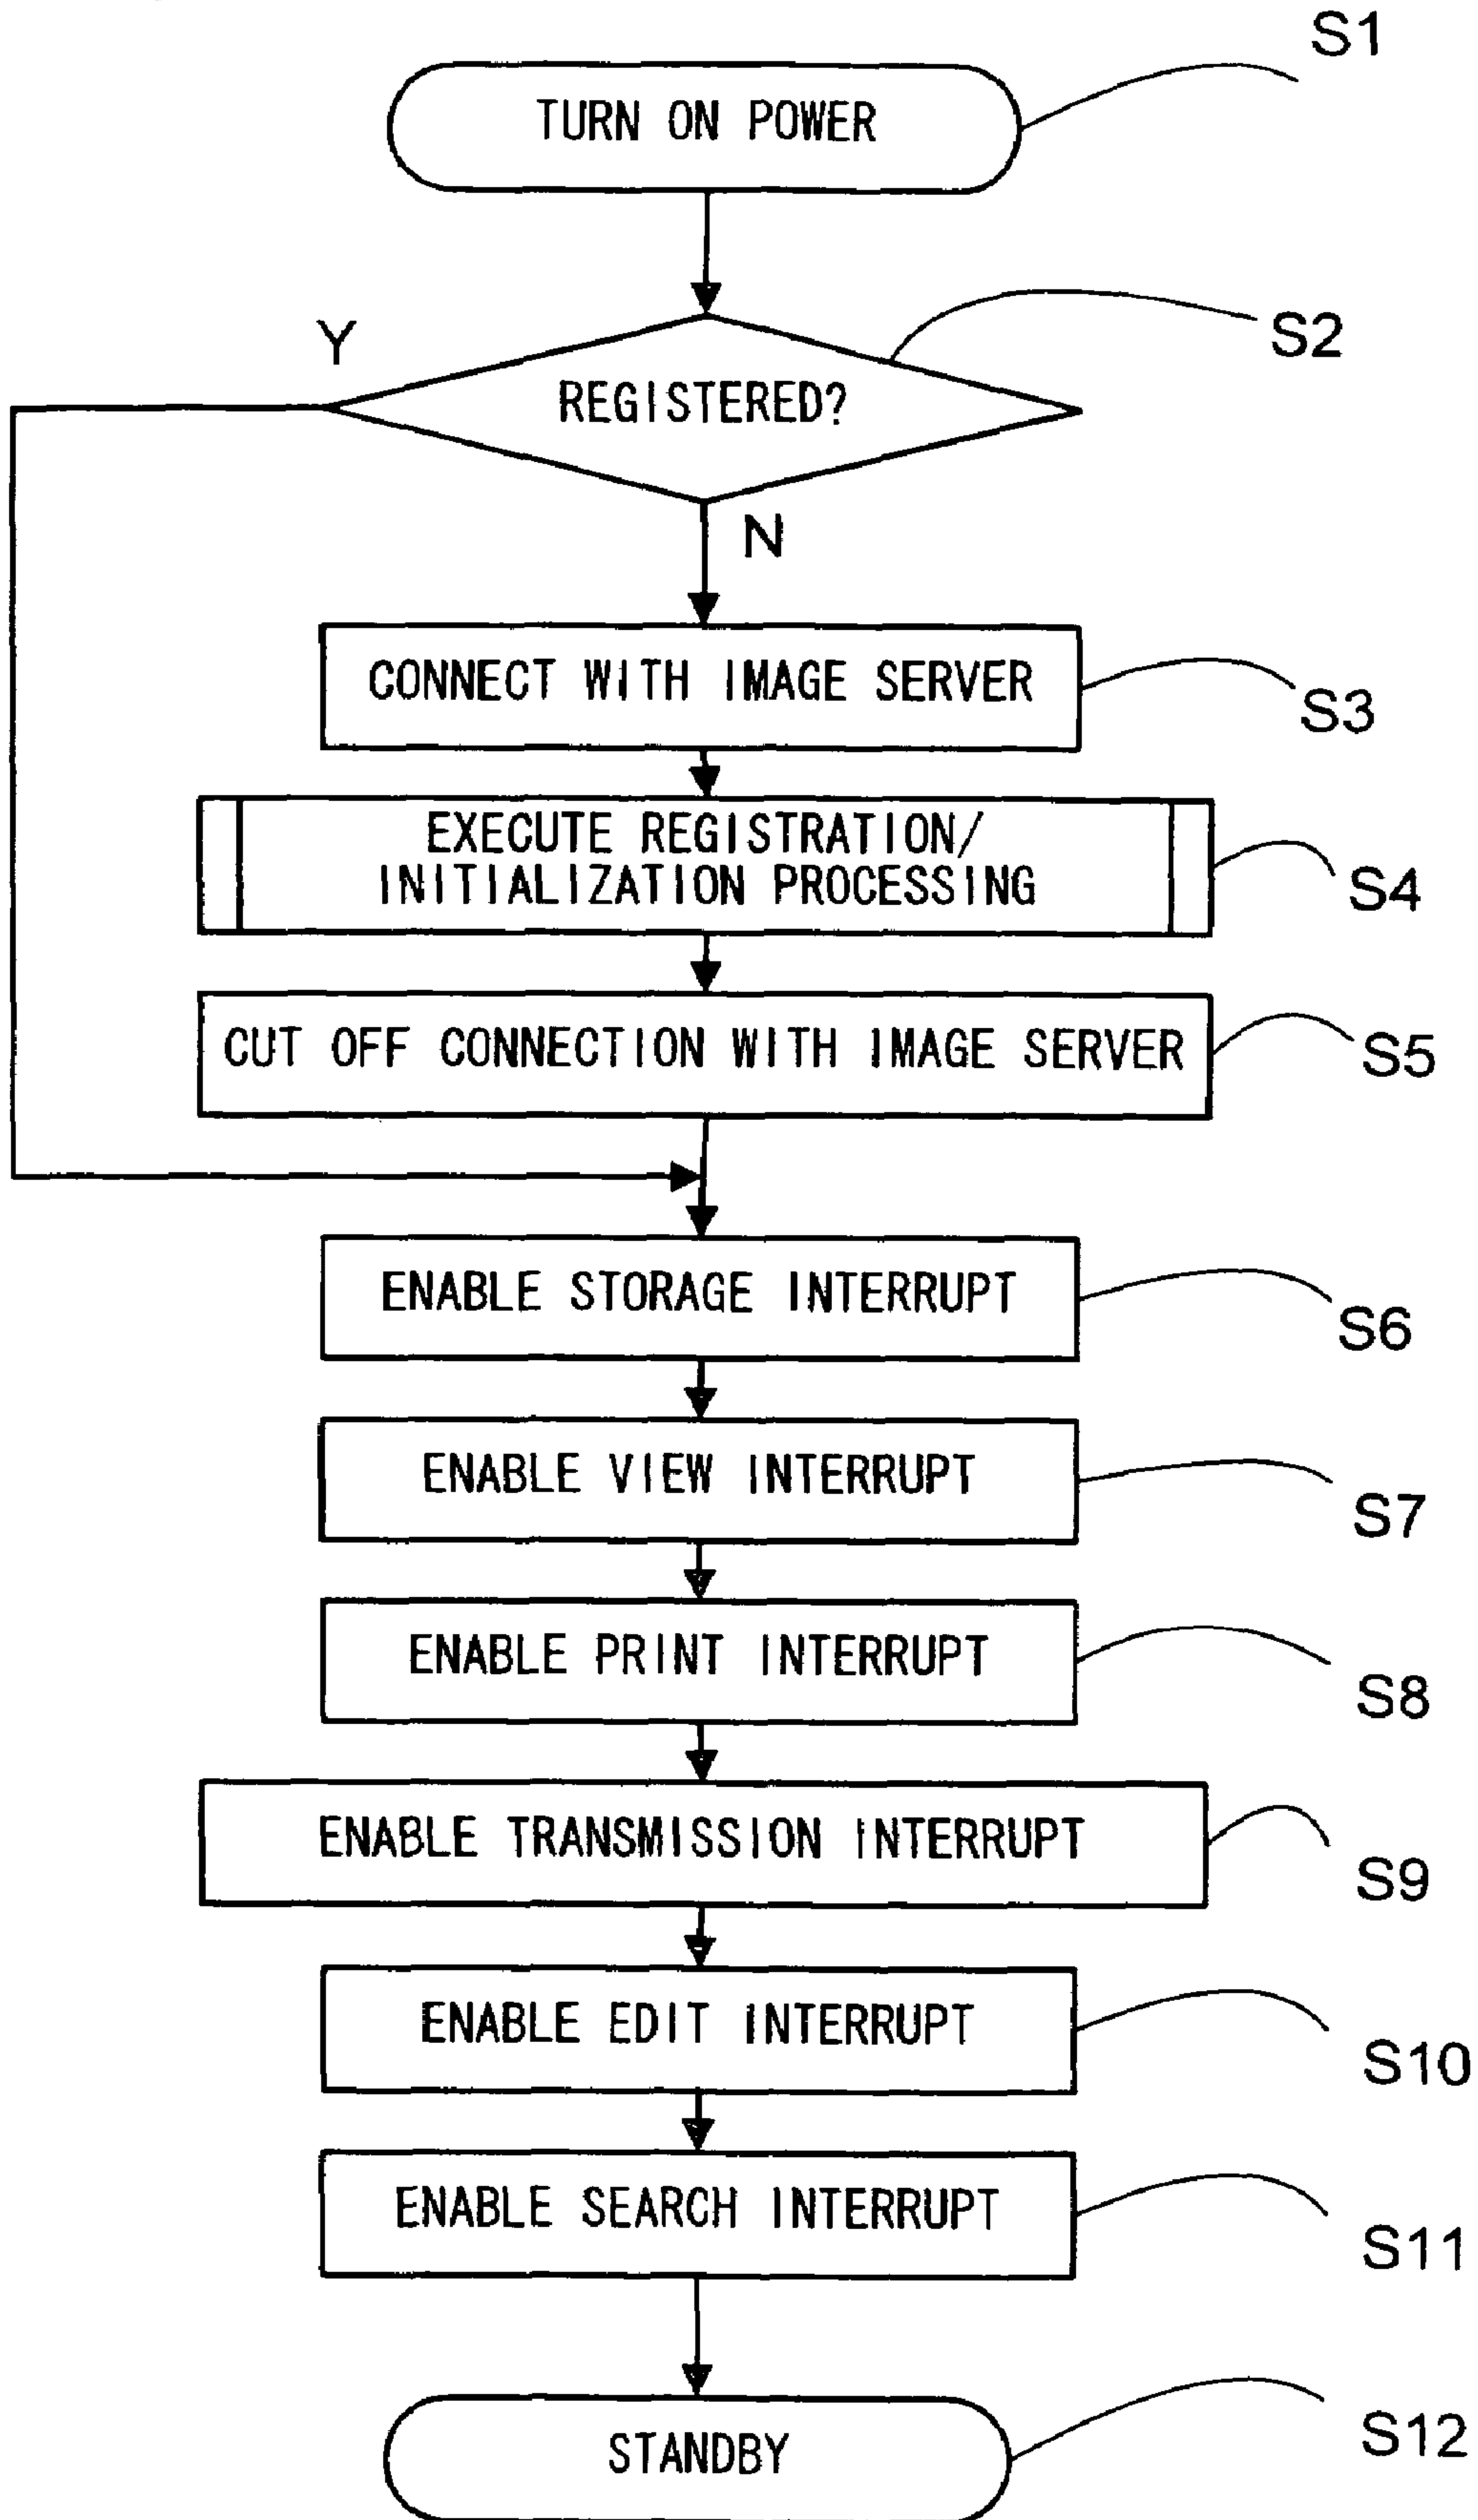 S1
TURN ON POWER
S2
Y
REGISTERED?
N
CONNECT WITH IMAGE SERVER
S3
EXECUTE REGISTRATION/
INITIALIZATION PROCESSING
S4
CUT OFF CONNECTION WITH IMAGE SERVER
S5
ENABLE STORAGE INTERRUPT
S6
ENABLE VIEW INTERRUPT
S7
ENABLE PRINT INTERRUPT
S8
ENABLE TRANSMISSION INTERRUPT
S9
ENABLE EDIT INTERRUPT
S10
ENABLE SEARCH INTERRUPT
S11
STANDBY
S12